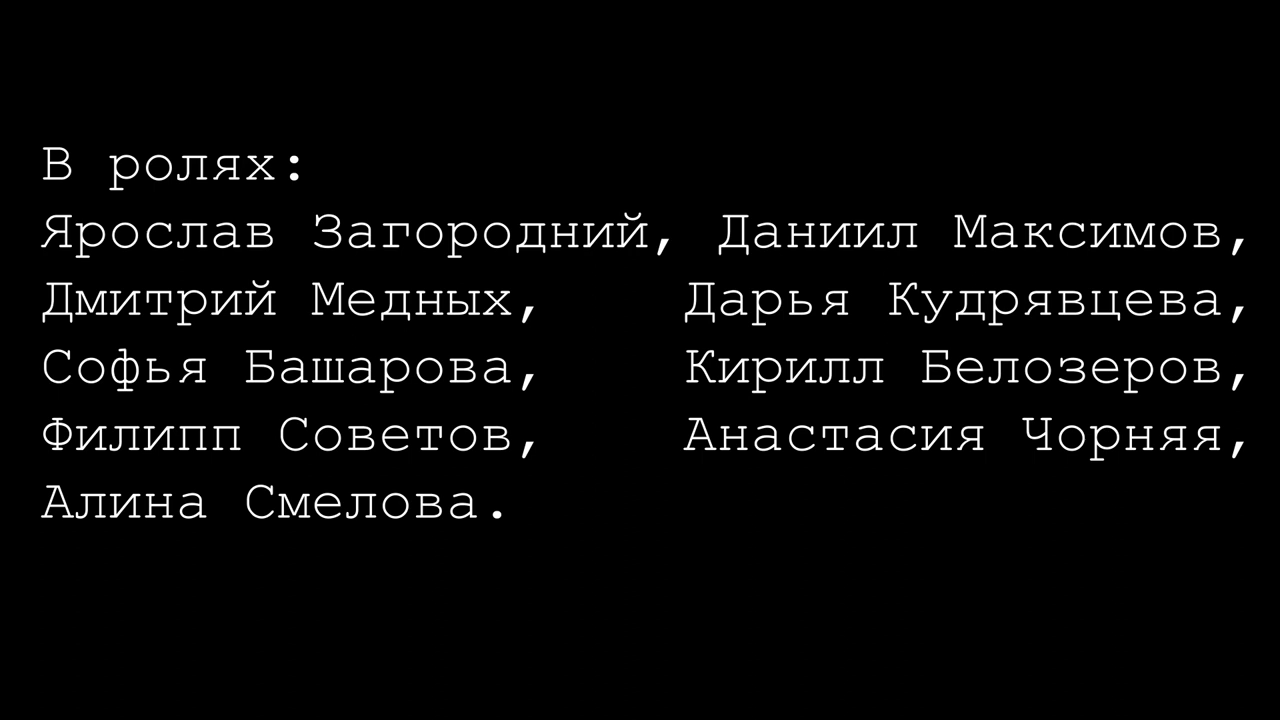 В ролях:
Ярослав Загородний, Даниил Максимов,
Дмитрий Медных, Дарья Кудрявцева,
Софья Башарова, Кирилл Белозеров,
Филипп Советов, Анастасия Чорняя,
Алина Смелова.